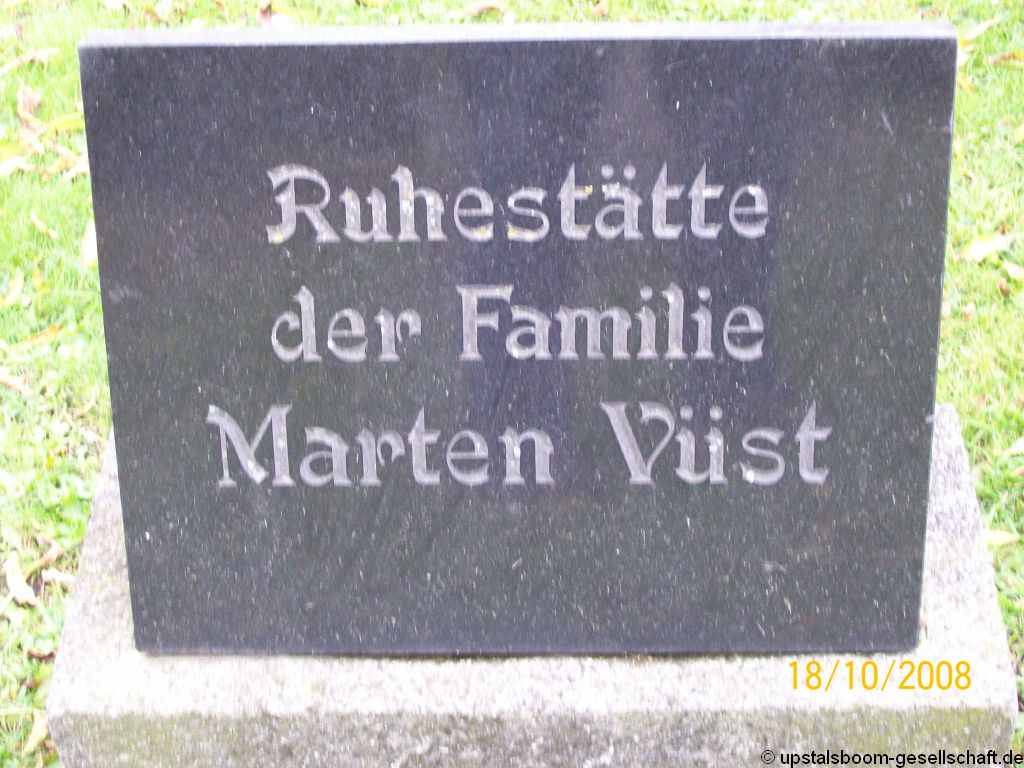 Ruhestätte
der Familie
Marten Vüst
18/10/2008
© upstalsboom-gesellschaft.de